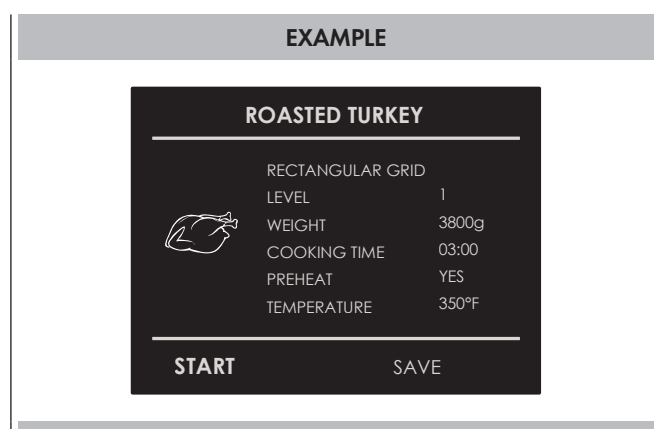 EXAMPLE
ROASTED TURKEY
RECTANGULAR GRID
LEVEL 1
WEIGHT 3800g
COOKING TIME 03:00
PREHEAT YES
TEMPERATURE 350°F
START SAVE